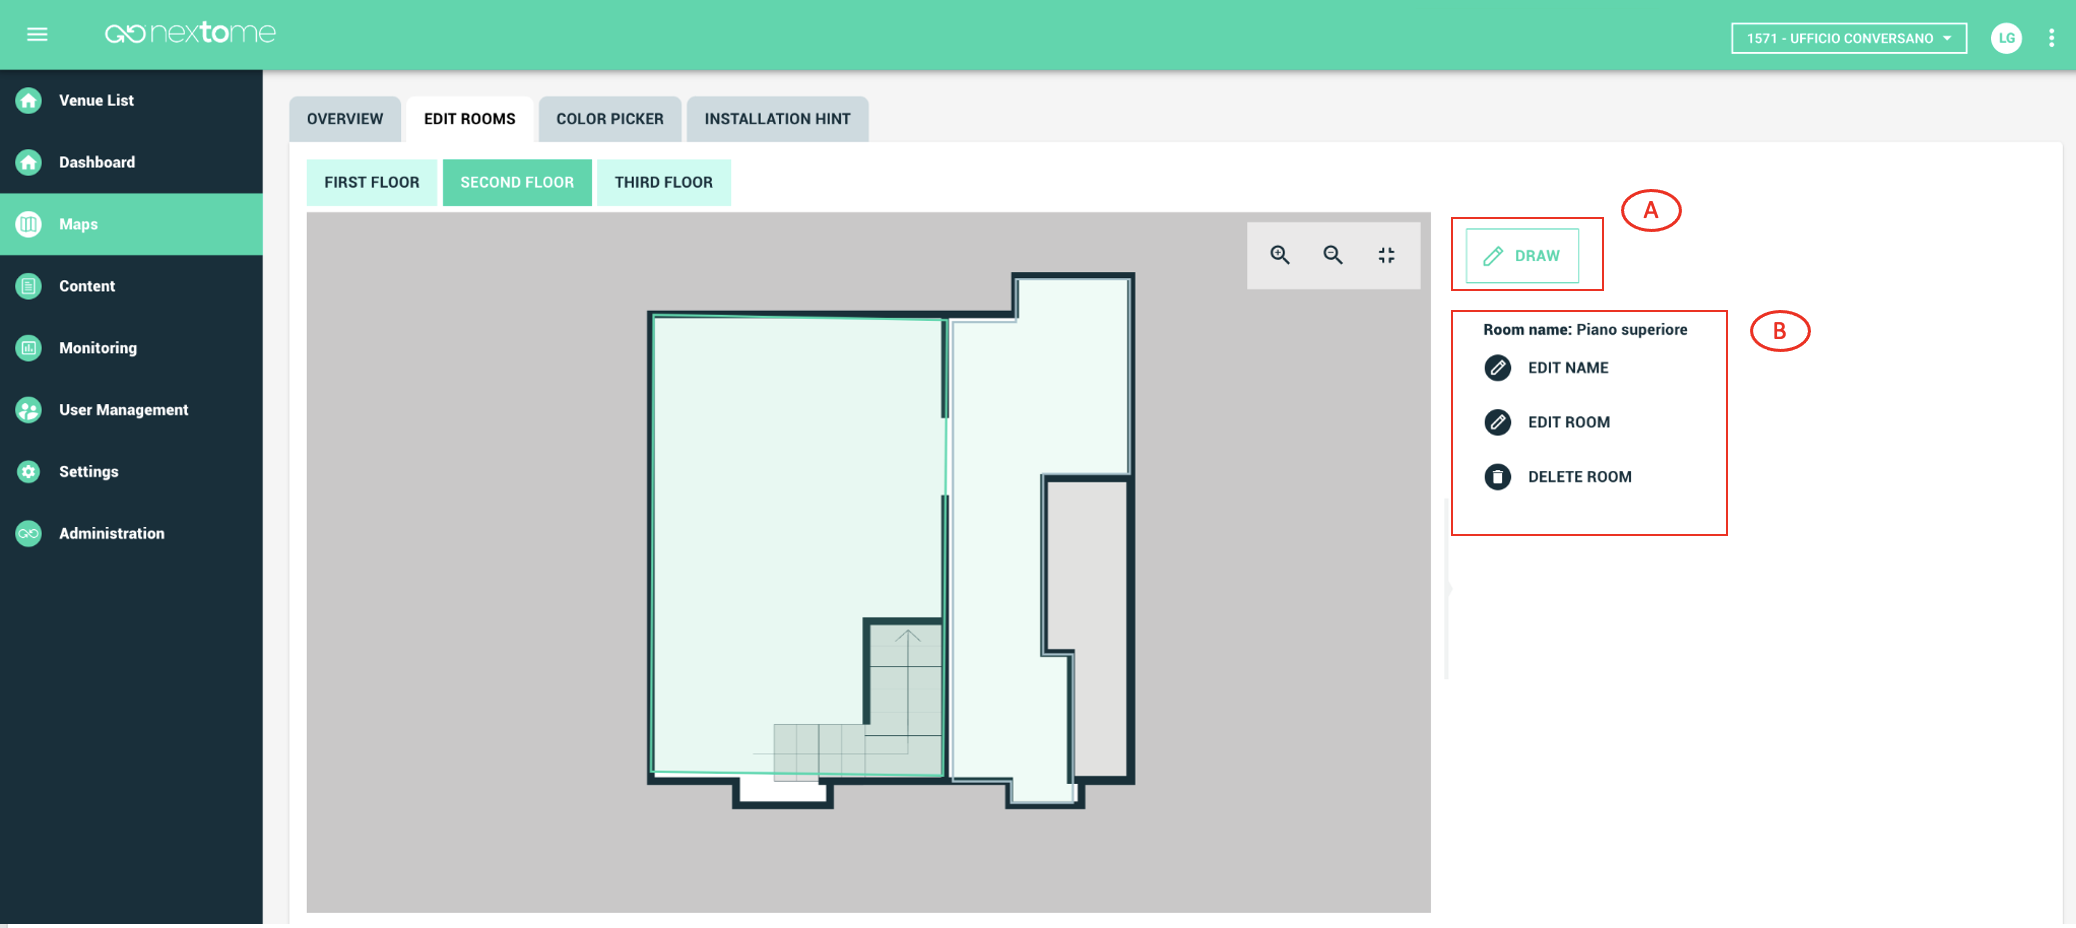 nextome
1571 - UFFICIO CONVERSANO
LG
Venue List
Dashboard
Maps
Content
Monitoring
User Management
Settings
Administration
OVERVIEW
EDIT ROOMS
COLOR PICKER
INSTALLATION HINT
FIRST FLOOR
SECOND FLOOR
THIRD FLOOR
A
DRAW
B
Room name: Piano superiore
EDIT NAME
EDIT ROOM
DELETE ROOM